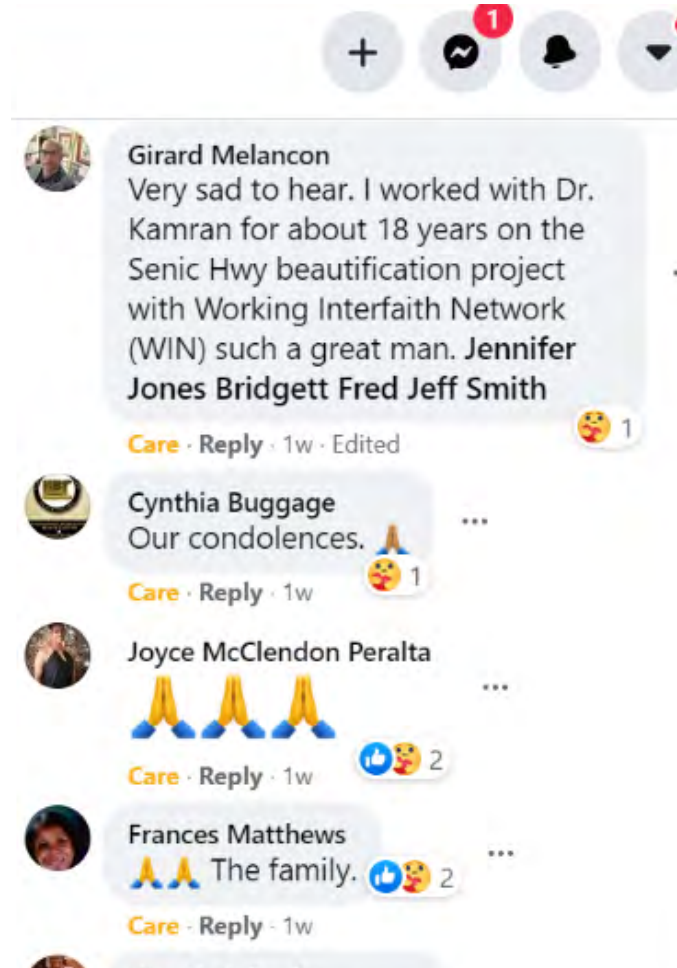 1
Girard Melancon
Very sad to hear. I worked with Dr.
Kamran for about 18 years on the
Senic Hwy beautification project
with Working Interfaith Network
(WIN) such a great man. Jennifer
Jones Bridgett Fred Jeff Smith
1
Care · Reply · 1w · Edited
Cynthia Buggage
Our condolences. 🙏🏽
1
Care · Reply · 1w
Joyce McClendon Peralta
🙏🙏🙏
2
Care · Reply · 1w
Frances Matthews
🙏🙏 The family.
2
Care · Reply · 1w